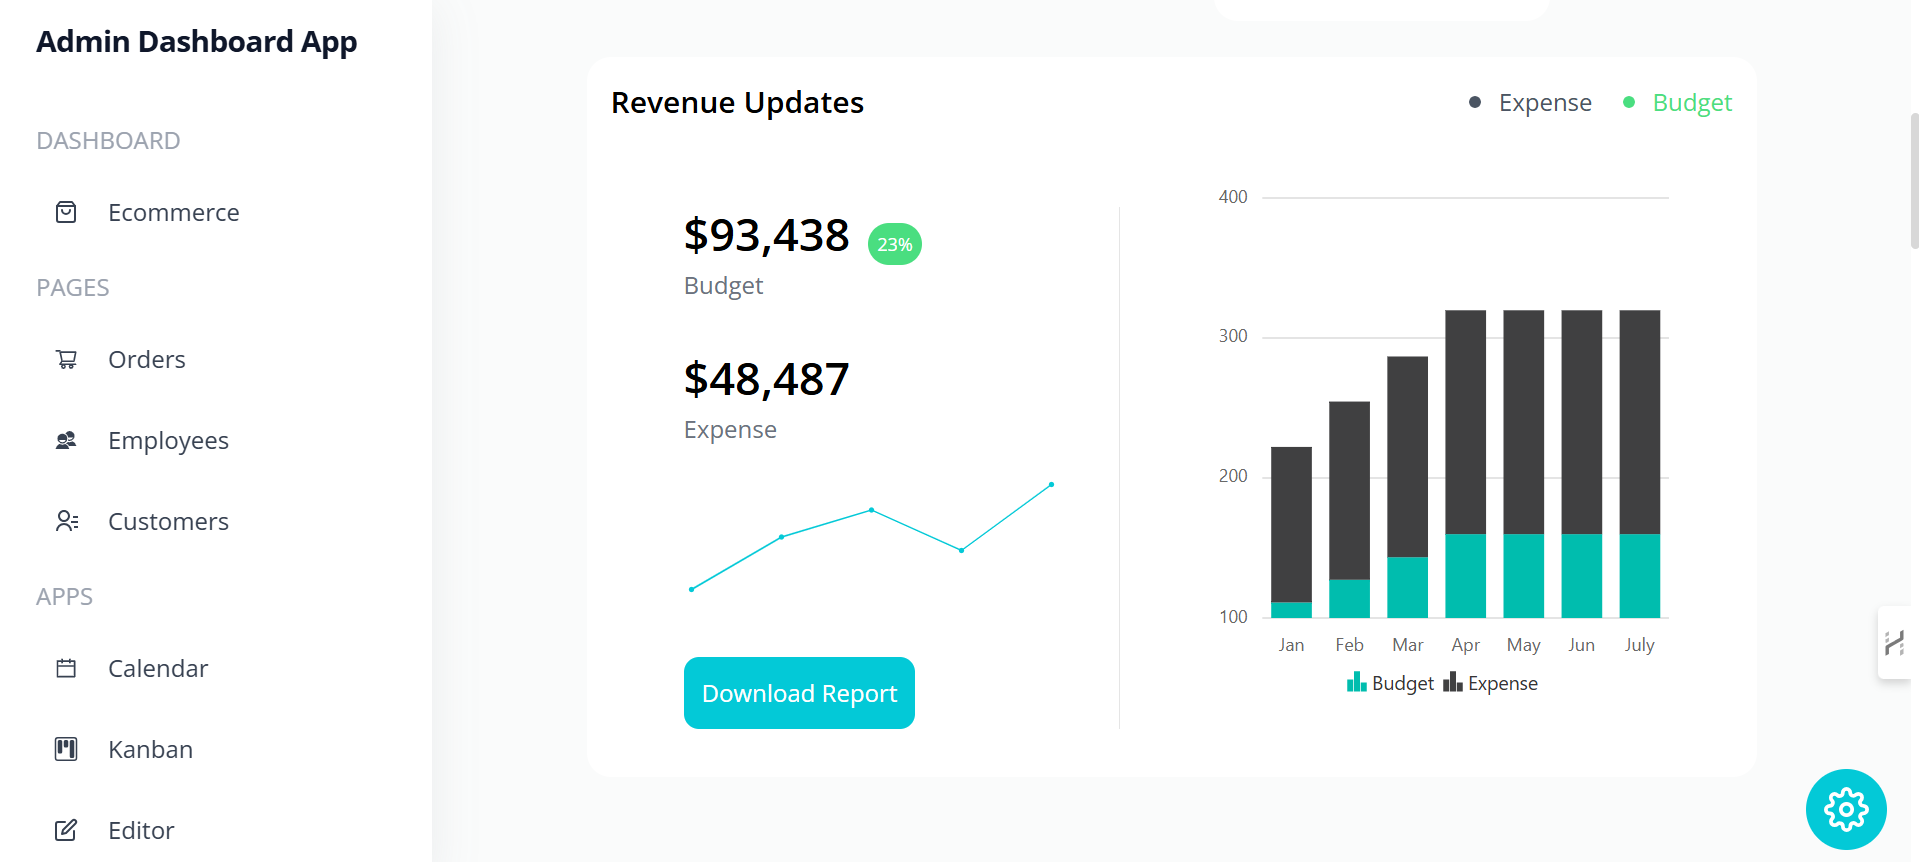 Admin Dashboard App
DASHBOARD
Ecommerce
PAGES
Orders
Employees
Customers
APPS
Calendar
Kanban
Editor
Revenue Updates
Expense
Budget
$93,438 23%
Budget
$48,487
Expense
Download Report
400
300
200
100
Jan Feb Mar Apr May Jun July
Budget Expense